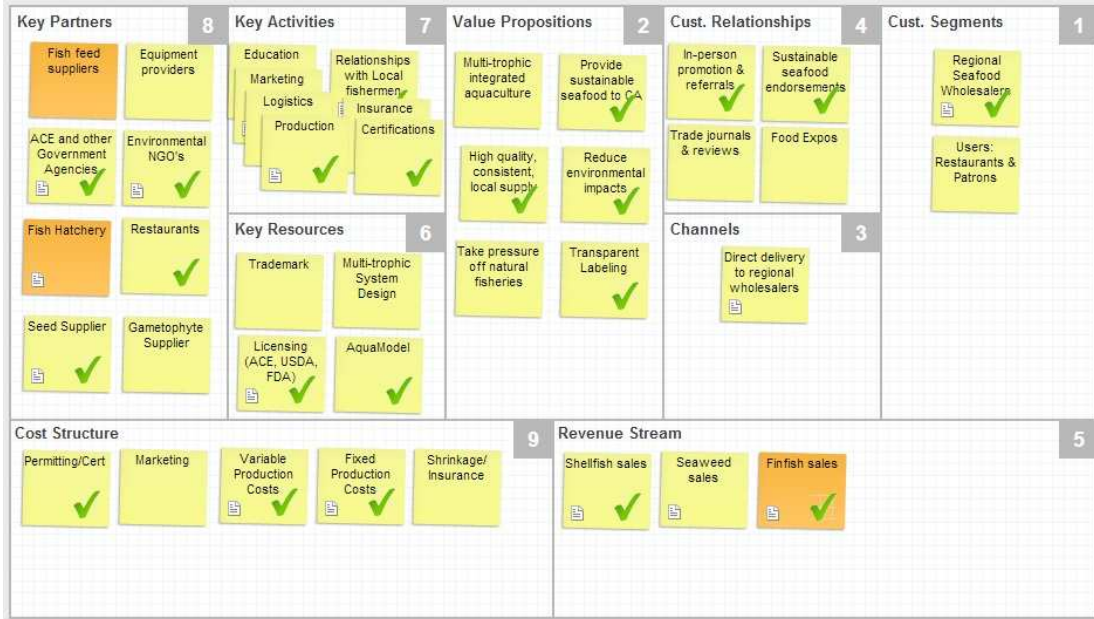 Key Partners
8
Fish feed
suppliers
Equipment
providers
ACE and other
Government
Agencies
Environmental
NGO's
Fish Hatchery
Restaurants
Seed Supplier
Gametophyte
Supplier
Key Activities
7
Education
Relationships
with Local
fishermen
Marketing
Logistics
Insurance
Production
Certifications
Key Resources
6
Trademark
Multi-trophic
System
Design
Licensing
(ACE, USDA,
FDA)
AquaModel
Value Propositions
2
Multi-trophic
integrated
aquaculture
Provide
sustainable
seafood to CA
High quality,
consistent,
local supply
Reduce
environmental
impacts
Take pressure
off natural
fisheries
Transparent
Labeling
Cust. Relationships
4
In-person
promotion &
referrals
Sustainable
seafood
endorsements
Trade journals
& reviews
Food Expos
Channels
3
Direct delivery
to regional
wholesalers
Cust. Segments
1
Regional
Seafood
Wholesalers
Users:
Restaurants &
Patrons
Cost Structure
9
Permitting/Cert
Marketing
Variable
Production
Costs
Fixed
Production
Costs
Shrinkage/
Insurance
Revenue Stream
5
Shellfish sales
Seaweed
sales
Finfish sales